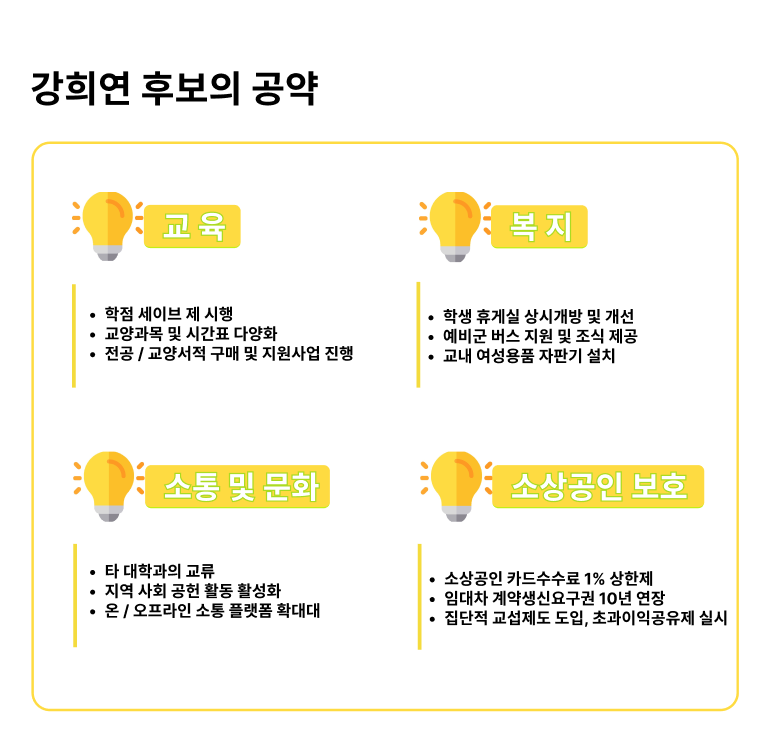 강희연 후보의 공약
교 육
• 학점 세이브 제 시행
• 교양과목 및 시간표 다양화
• 전공 / 교양서적 구매 및 지원사업 진행
복 지
• 학생 휴게실 상시개방 및 개선
• 예비군 버스 지원 및 조식 제공
• 교내 여성용품 자판기 설치
소통 및 문화
• 타 대학과의 교류
• 지역 사회 공헌 활동 활성화
• 온 / 오프라인 소통 플랫폼 확대대
소상공인 보호
• 소상공인 카드수수료 1% 상한제
• 임대차 계약생신요구권 10년 연장
• 집단적 교섭제도 도입, 초과이익공유제 실시